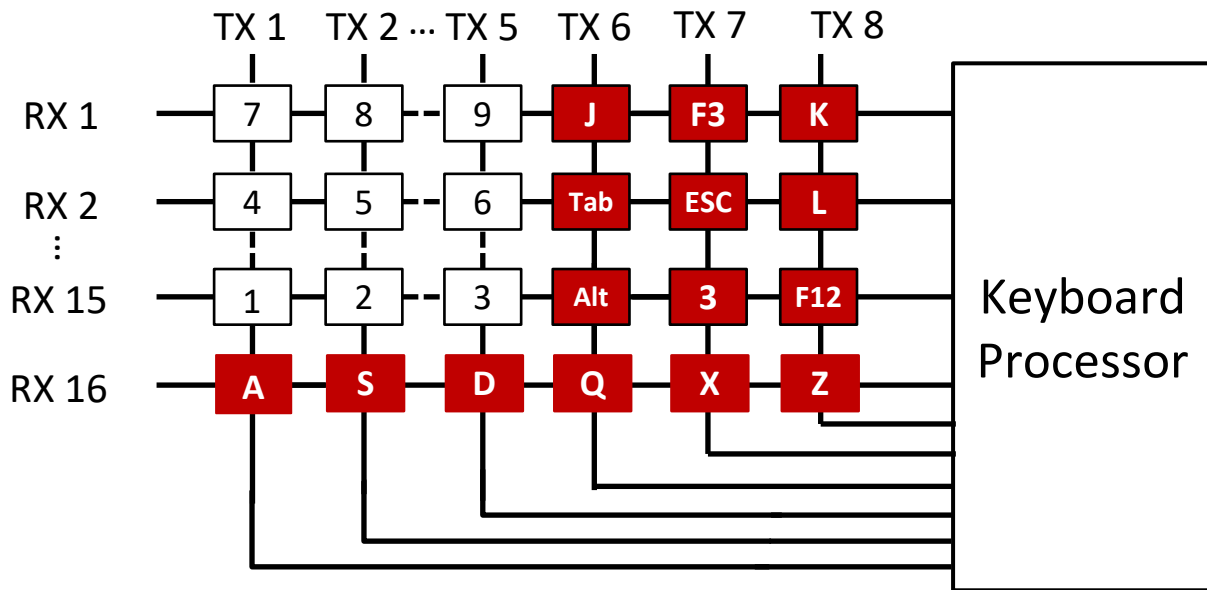 TX 1 TX 2 ... TX 5 TX 6 TX 7 TX 8
RX 1 7 8 9 J F3 K
RX 2 4 5 6 Tab ESC L
...
RX 15 1 2 3 Alt 3 F12
RX 16 A S D Q X Z
Keyboard
Processor